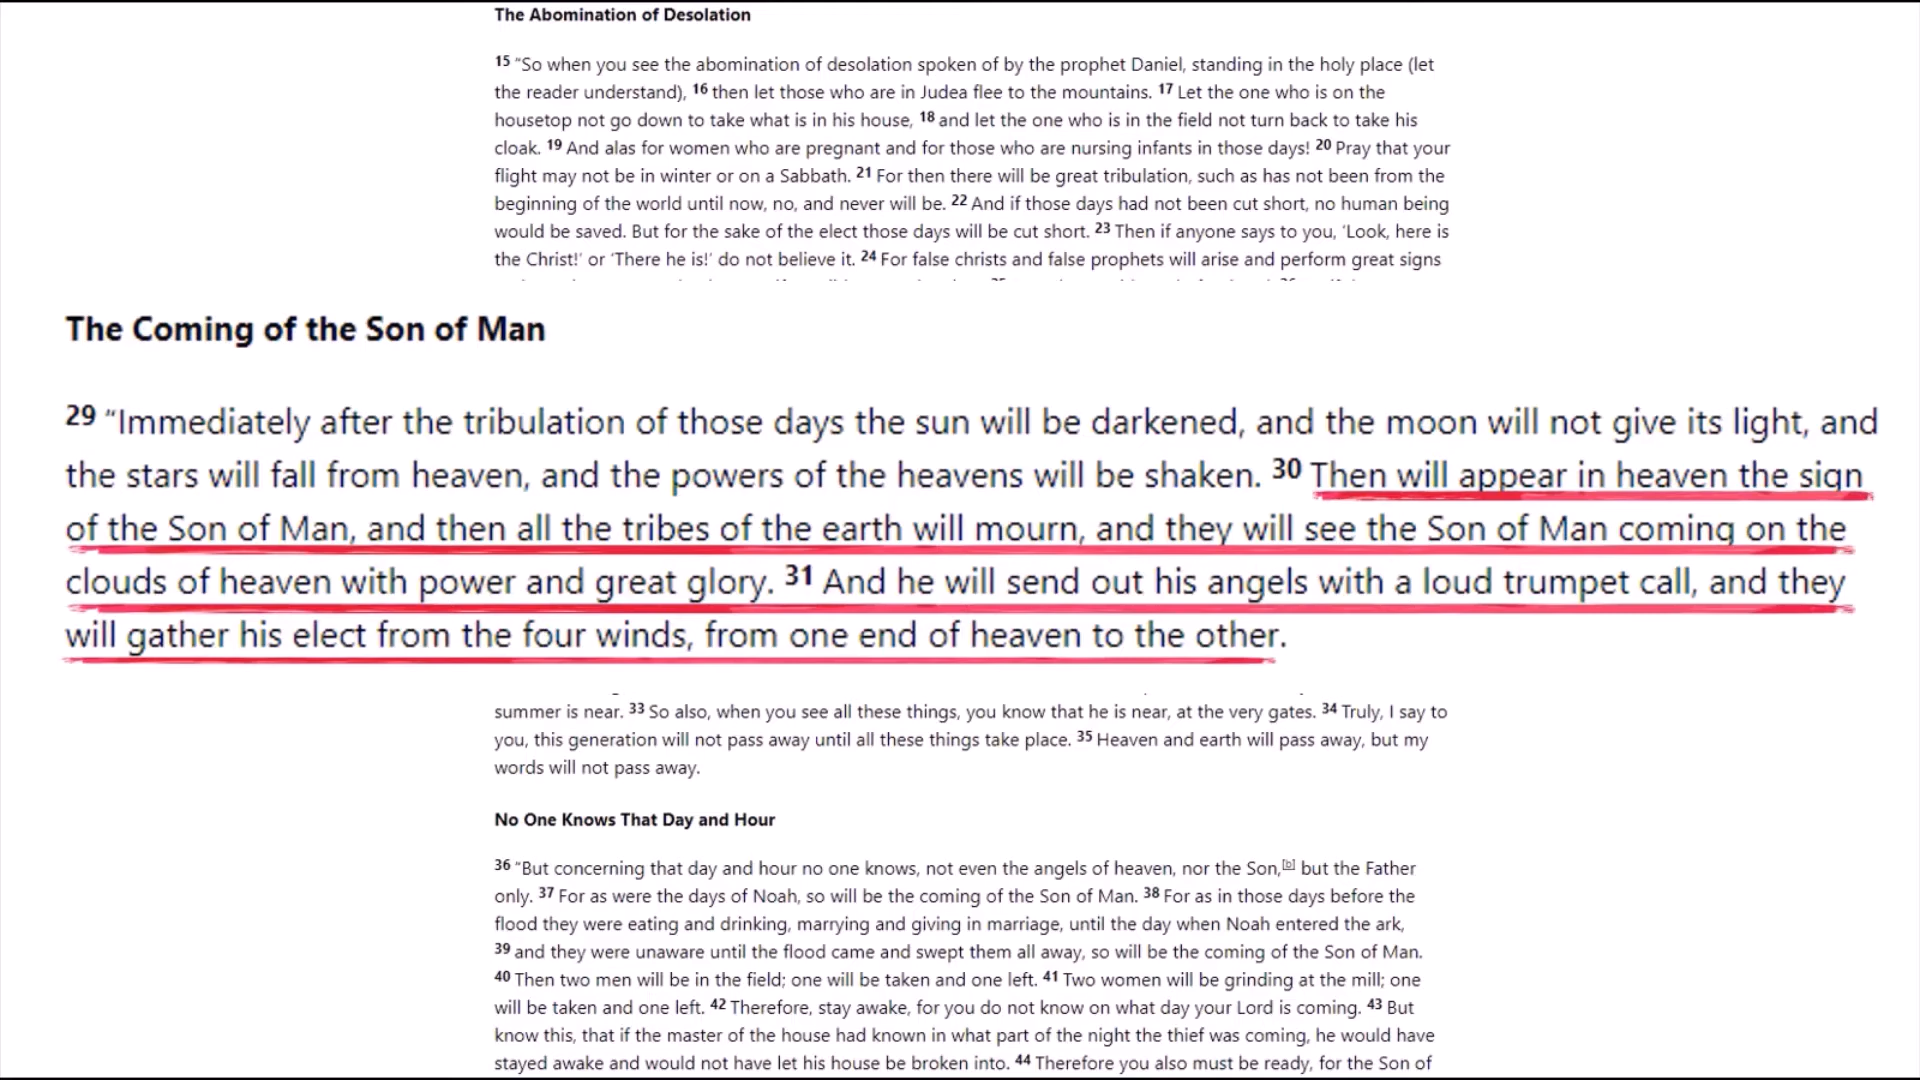 The Abomination of Desolation
15 “So when you see the abomination of desolation spoken of by the prophet Daniel, standing in the holy place (let
the reader understand), 16 then let those who are in Judea flee to the mountains. 17 Let the one who is on the
housetop not go down to take what is in his house, 18 and let the one who is in the field not turn back to take his
cloak. 19 And alas for women who are pregnant and for those who are nursing infants in those days! 20 Pray that your
flight may not be in winter or on a Sabbath. 21 For then there will be great tribulation, such as has not been from the
beginning of the world until now, no, and never will be. 22 And if those days had not been cut short, no human being
would be saved. But for the sake of the elect those days will be cut short. 23 Then if anyone says to you, ‘Look, here is
the Christ!’ or ‘There he is!’ do not believe it. 24 For false christs and false prophets will arise and perform great signs
The Coming of the Son of Man
29 “Immediately after the tribulation of those days the sun will be darkened, and the moon will not give its light, and
the stars will fall from heaven, and the powers of the heavens will be shaken. 30 Then will appear in heaven the sign
of the Son of Man, and then all the tribes of the earth will mourn, and they will see the Son of Man coming on the
clouds of heaven with power and great glory. 31 And he will send out his angels with a loud trumpet call, and they
will gather his elect from the four winds, from one end of heaven to the other.
summer is near. 33 So also, when you see all these things, you know that he is near, at the very gates. 34 Truly, I say to
you, this generation will not pass away until all these things take place. 35 Heaven and earth will pass away, but my
words will not pass away.
No One Knows That Day and Hour
36 “But concerning that day and hour no one knows, not even the angels of heaven, nor the Son,[b] but the Father
only. 37 For as were the days of Noah, so will be the coming of the Son of Man. 38 For as in those days before the
flood they were eating and drinking, marrying and giving in marriage, until the day when Noah entered the ark,
39 and they were unaware until the flood came and swept them all away, so will be the coming of the Son of Man.
40 Then two men will be in the field; one will be taken and one left. 41 Two women will be grinding at the mill; one
will be taken and one left. 42 Therefore, stay awake, for you do not know on what day your Lord is coming. 43 But
know this, that if the master of the house had known in what part of the night the thief was coming, he would have
stayed awake and would not have let his house be broken into. 44 Therefore you also must be ready, for the Son of